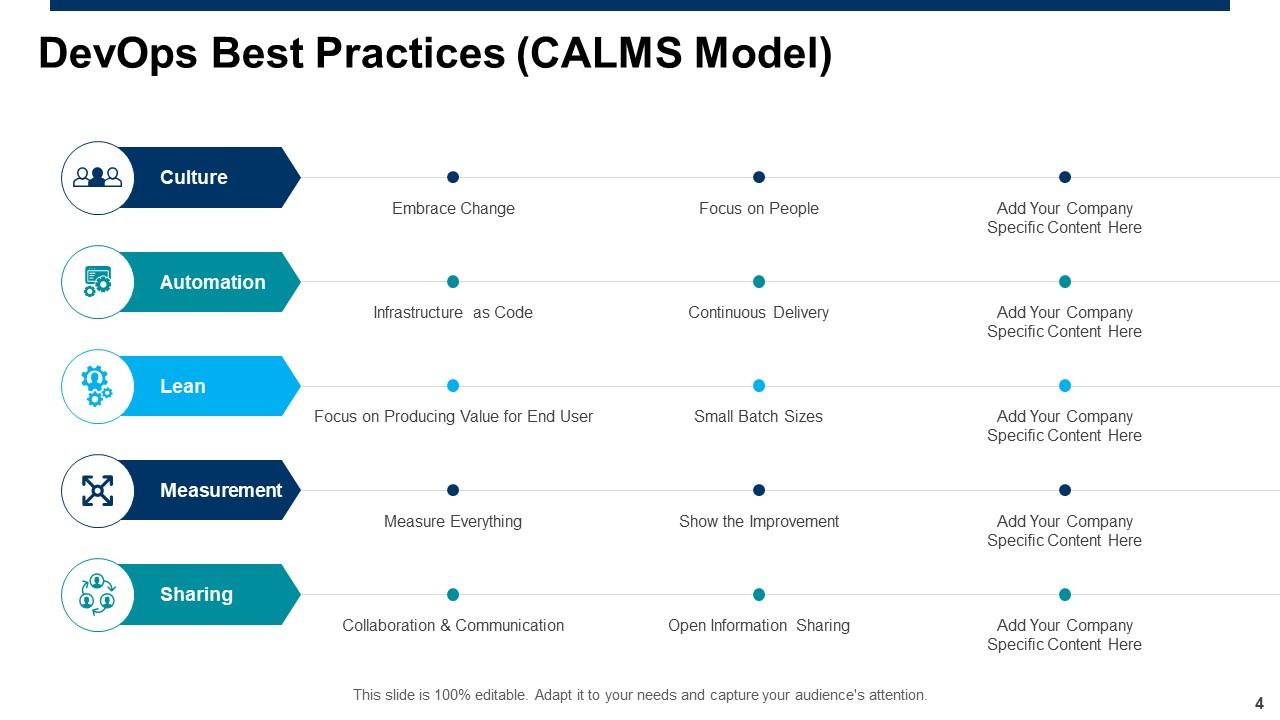 DevOps Best Practices (CALMS Model)
Culture
Embrace Change
Focus on People
Add Your Company
Specific Content Here
Automation
Infrastructure as Code
Continuous Delivery
Add Your Company
Specific Content Here
Lean
Focus on Producing Value for End User
Small Batch Sizes
Add Your Company
Specific Content Here
Measurement
Measure Everything
Show the Improvement
Add Your Company
Specific Content Here
Sharing
Collaboration & Communication
Open Information Sharing
Add Your Company
Specific Content Here
This slide is 100% editable. Adapt it to your needs and capture your audience's attention.
4